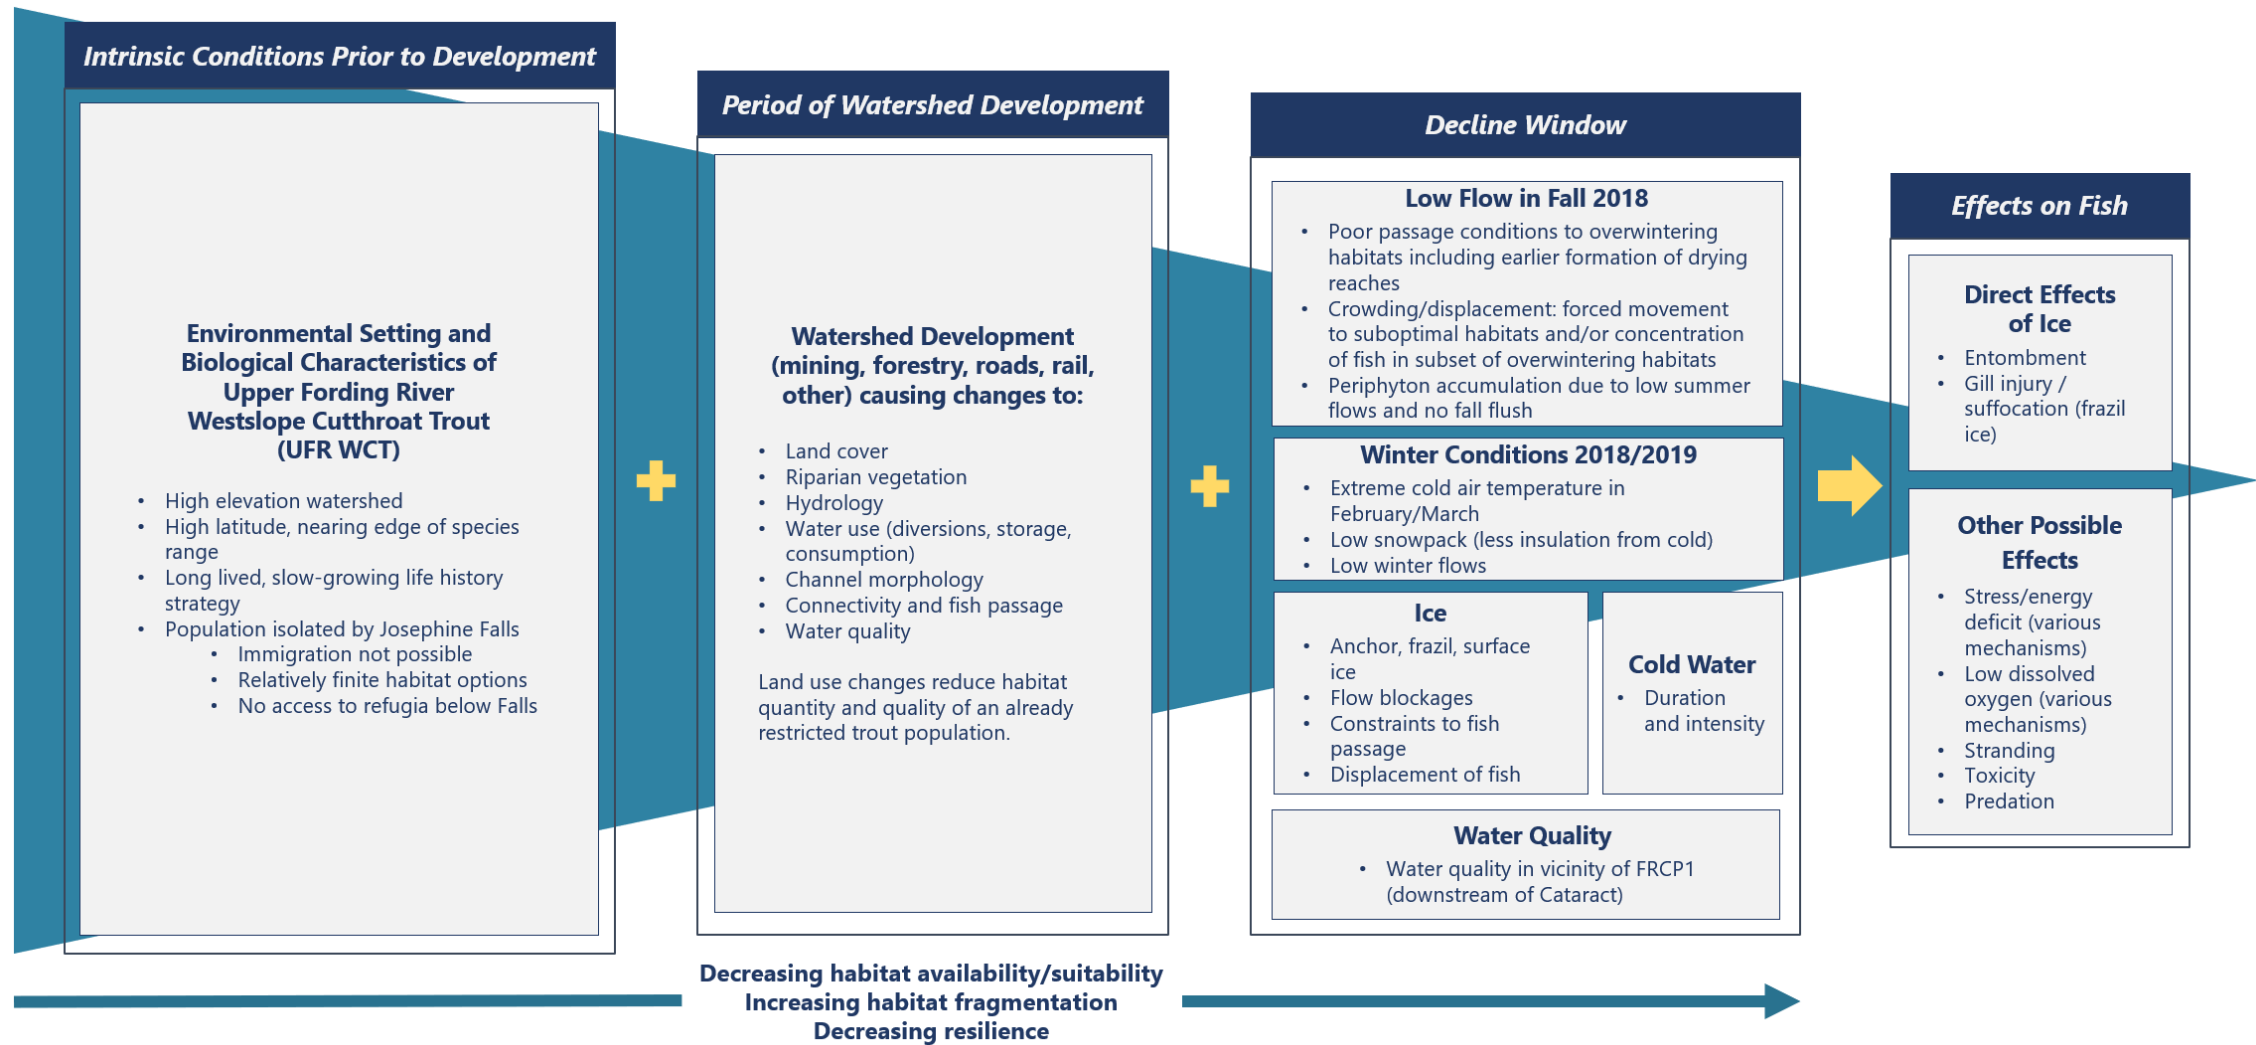 Intrinsic Conditions Prior to Development
Environmental Setting and
Biological Characteristics of
Upper Fording River
Westslope Cutthroat Trout
(UFR WCT)
• High elevation watershed
• High latitude, nearing edge of species
range
• Long lived, slow-growing life history
strategy
• Population isolated by Josephine Falls
• Immigration not possible
• Relatively finite habitat options
• No access to refugia below Falls
Period of Watershed Development
Watershed Development
(mining, forestry, roads, rail,
other) causing changes to:
• Land cover
• Riparian vegetation
• Hydrology
• Water use (diversions, storage,
consumption)
• Channel morphology
• Connectivity and fish passage
• Water quality
Land use changes reduce habitat
quantity and quality of an already
restricted trout population.
Decline Window
Low Flow in Fall 2018
• Poor passage conditions to overwintering
habitats including earlier formation of drying
reaches
• Crowding/displacement: forced movement
to suboptimal habitats and/or concentration
of fish in subset of overwintering habitats
• Periphyton accumulation due to low summer
flows and no fall flush
Winter Conditions 2018/2019
• Extreme cold air temperature in
February/March
• Low snowpack (less insulation from cold)
• Low winter flows
Ice
• Anchor, frazil, surface
ice
• Flow blockages
• Constraints to fish
passage
• Displacement of fish
Cold Water
• Duration
and intensity
Water Quality
• Water quality in vicinity of FRCP1
(downstream of Cataract)
Effects on Fish
Direct Effects
of Ice
• Entombment
• Gill injury /
suffocation (frazil
ice)
Other Possible
Effects
• Stress/energy
deficit (various
mechanisms)
• Low dissolved
oxygen (various
mechanisms)
• Stranding
• Toxicity
• Predation
Decreasing habitat availability/suitability
Increasing habitat fragmentation
Decreasing resilience